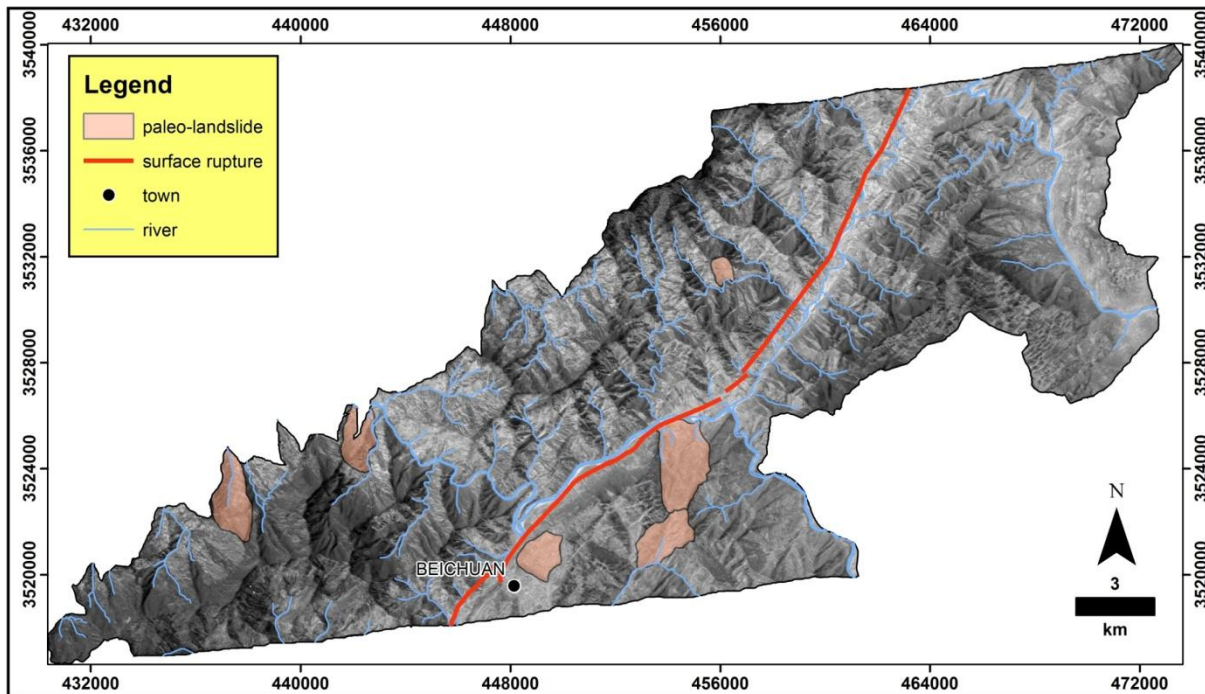 432000 440000 448000 456000 464000 472000
3540000 3540000
Legend
paleo-landslide
surface rupture
town
river
3536000 3536000
3532000 3532000
3528000 3528000
3524000 3524000
N
BEICHUAN
3520000 3520000
3
km
432000 440000 448000 456000 464000 472000